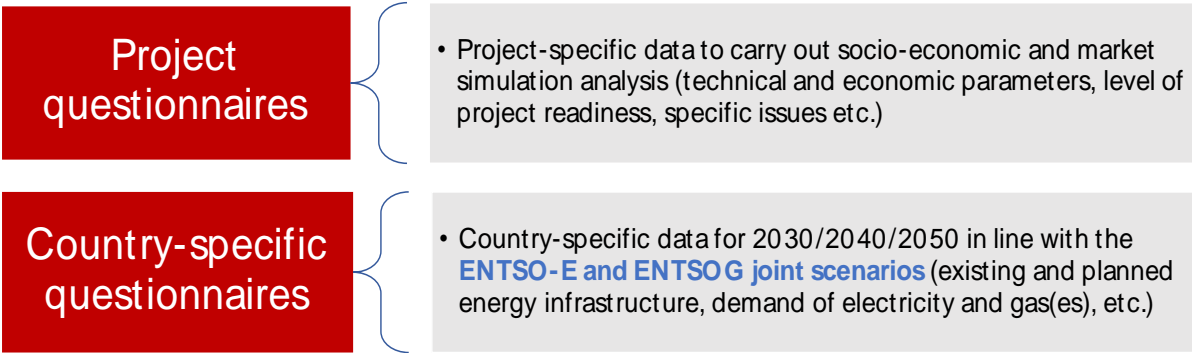 Project
questionnaires
• Project-specific data to carry out socio-economic and market
simulation analysis (technical and economic parameters, level of
project readiness, specific issues etc.)
Country-specific
questionnaires
• Country-specific data for 2030/2040/2050 in line with the
ENTSO-E and ENTSOG joint scenarios (existing and planned
energy infrastructure, demand of electricity and gas(es), etc.)